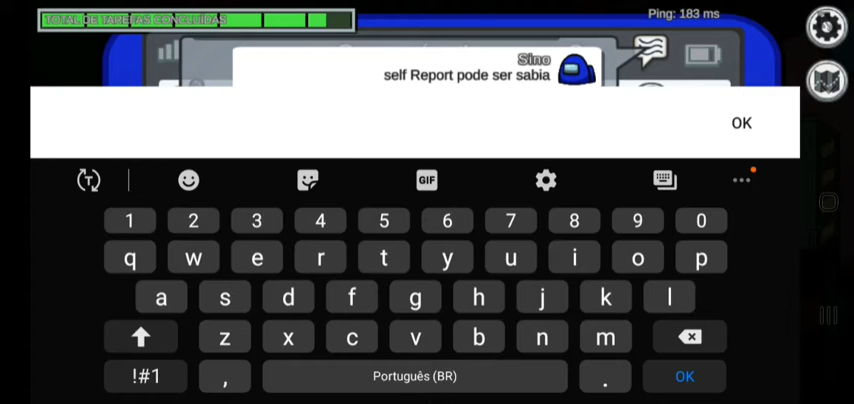 TOTAL DE TAREFAS CONCLUÍDAS
Ping: 183 ms
Sino
self Report pode ser sabia
OK
GIF
1 2 3 4 5 6 7 8 9 0
q w e r t y u i o p
a s d f g h j k l
z x c v b n m
!#1 , Português (BR) . OK